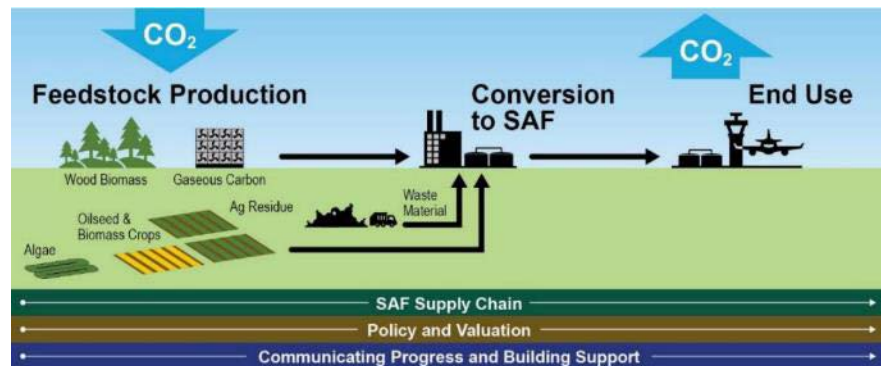 CO2
CO2
Feedstock Production
Conversion
to SAF
End Use
Wood Biomass
Gaseous Carbon
Ag Residue
Waste
Material
Oilseed &
Biomass Crops
Algae
SAF Supply Chain
Policy and Valuation
Communicating Progress and Building Support